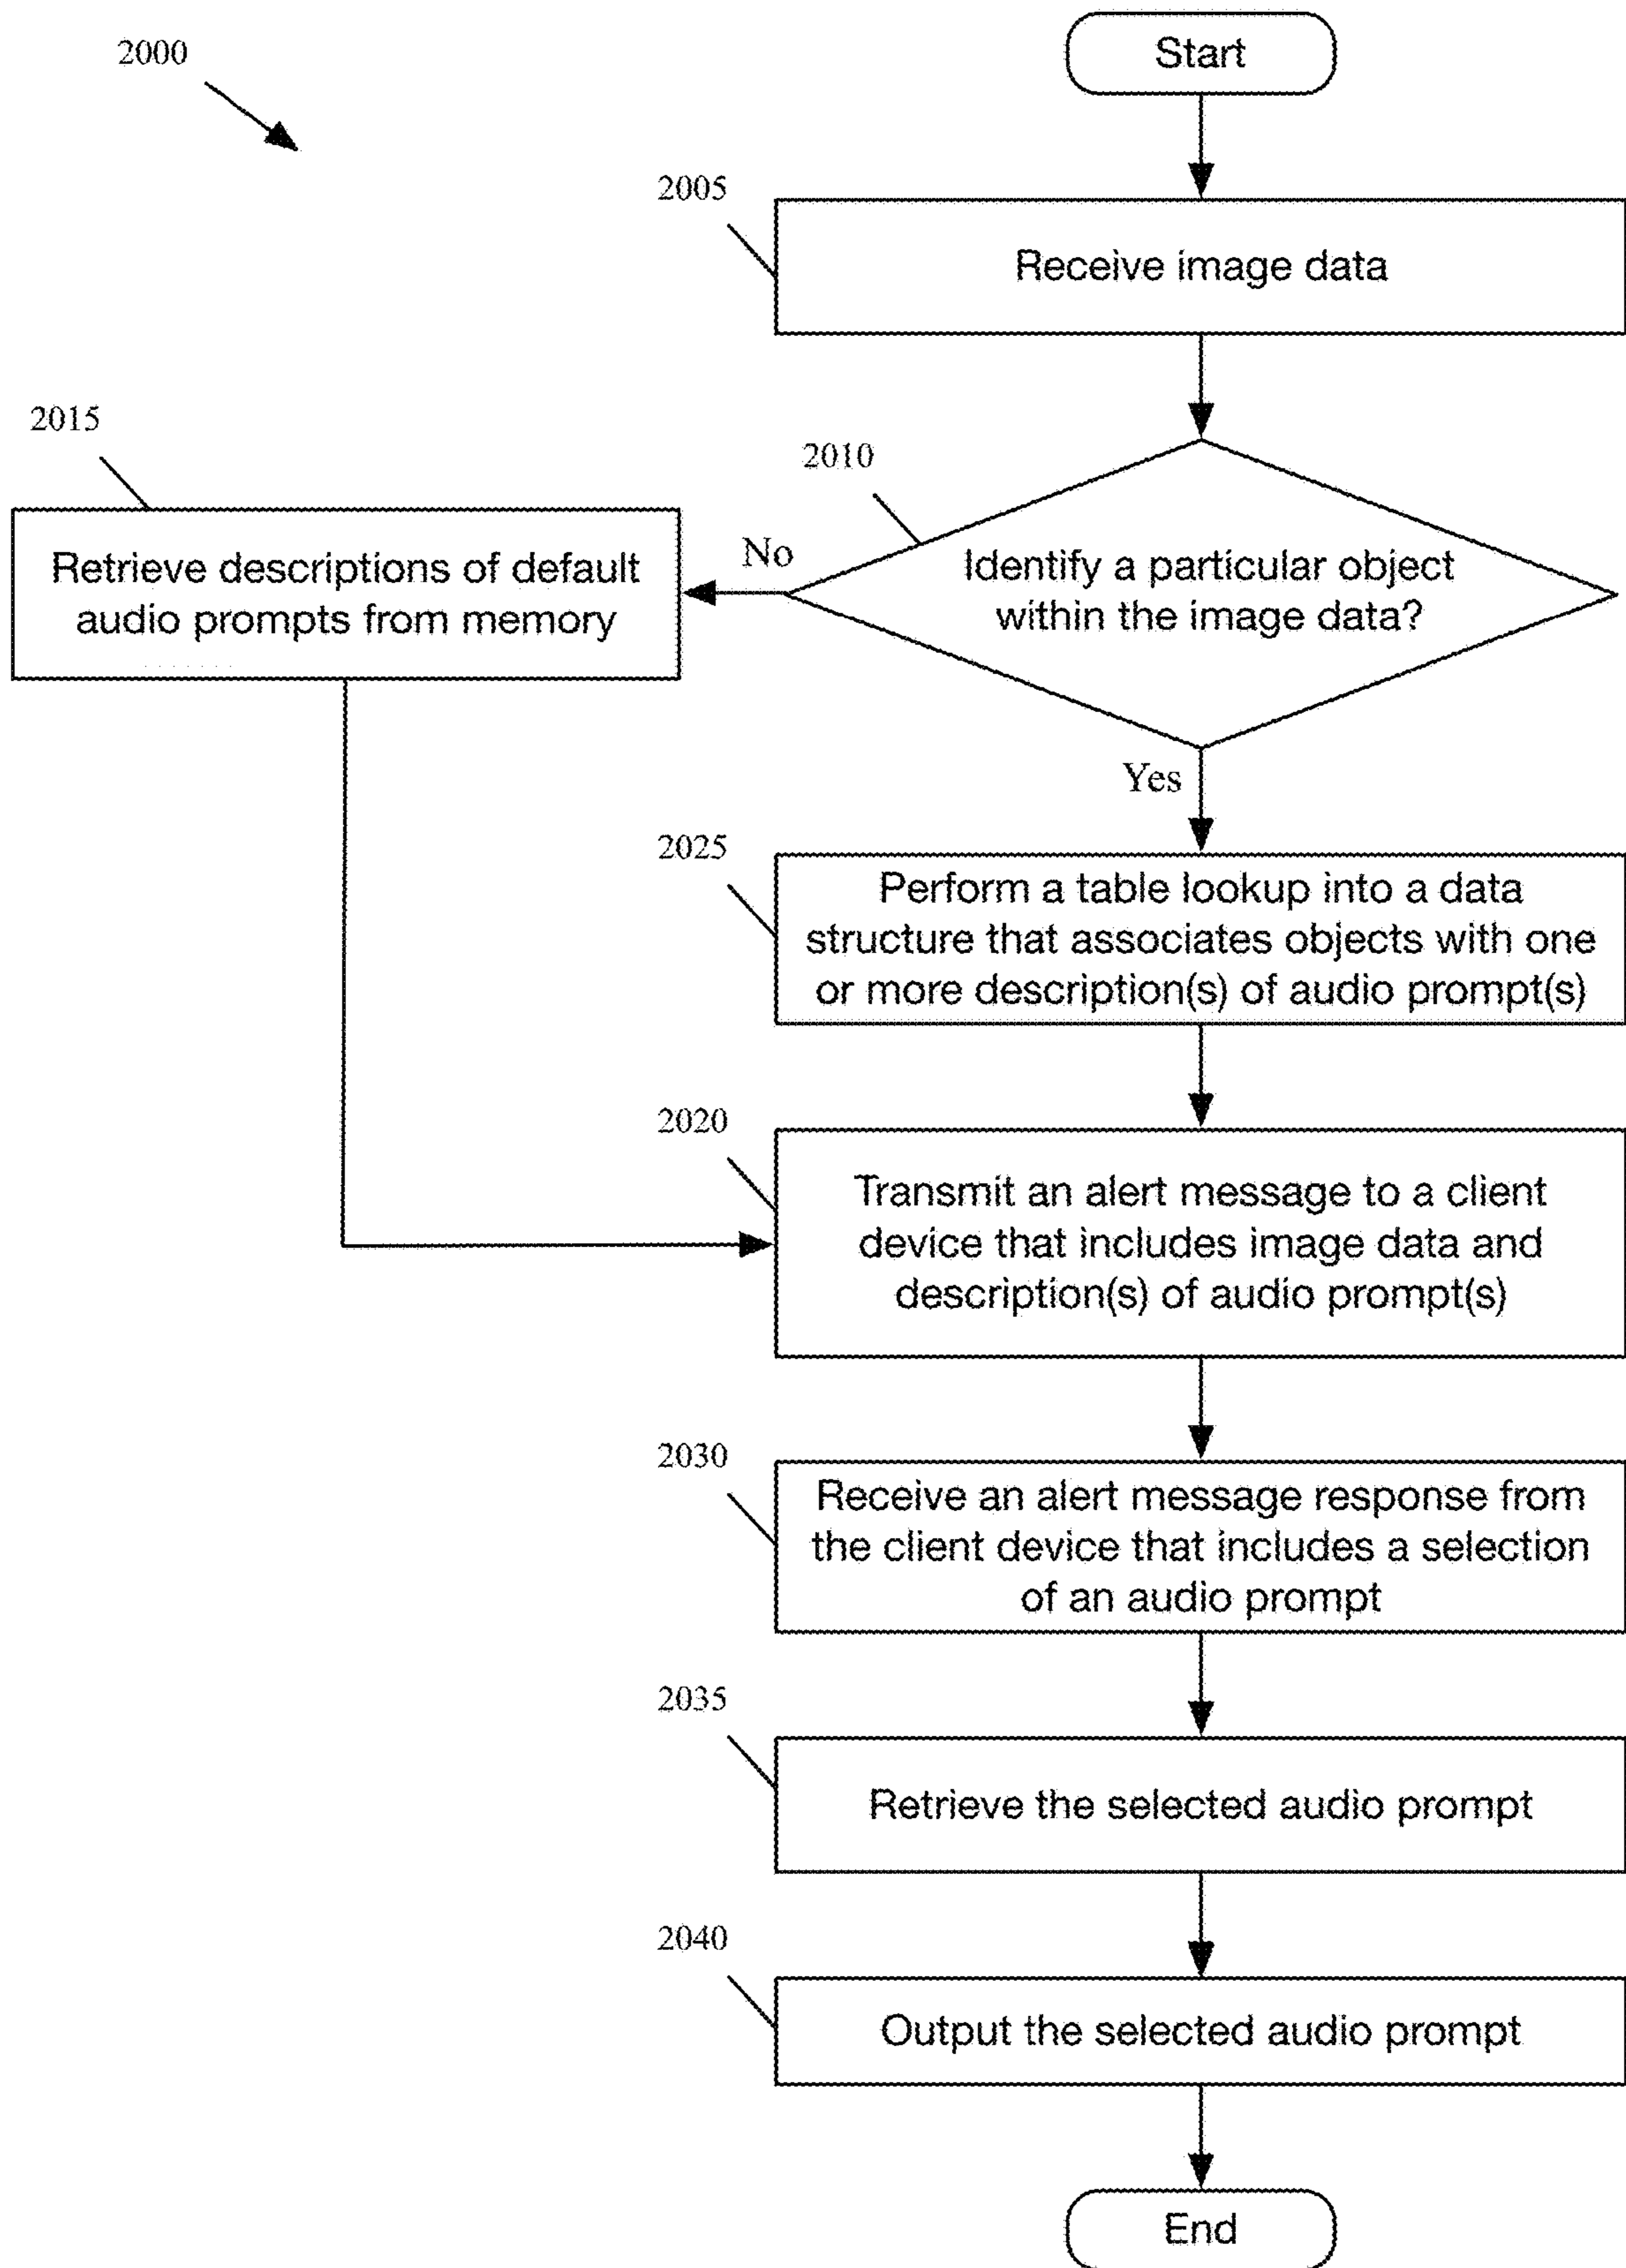 2000
Start
2005
Receive image data
2015
2010
Retrieve descriptions of default
audio prompts from memory
No
Identify a particular object
within the image data?
Yes
2025
Perform a table lookup into a data
structure that associates objects with one
or more description(s) of audio prompt(s)
2020
Transmit an alert message to a client
device that includes image data and
description(s) of audio prompt(s)
2030
Receive an alert message response from
the client device that includes a selection
of an audio prompt
2035
Retrieve the selected audio prompt
2040
Output the selected audio prompt
End